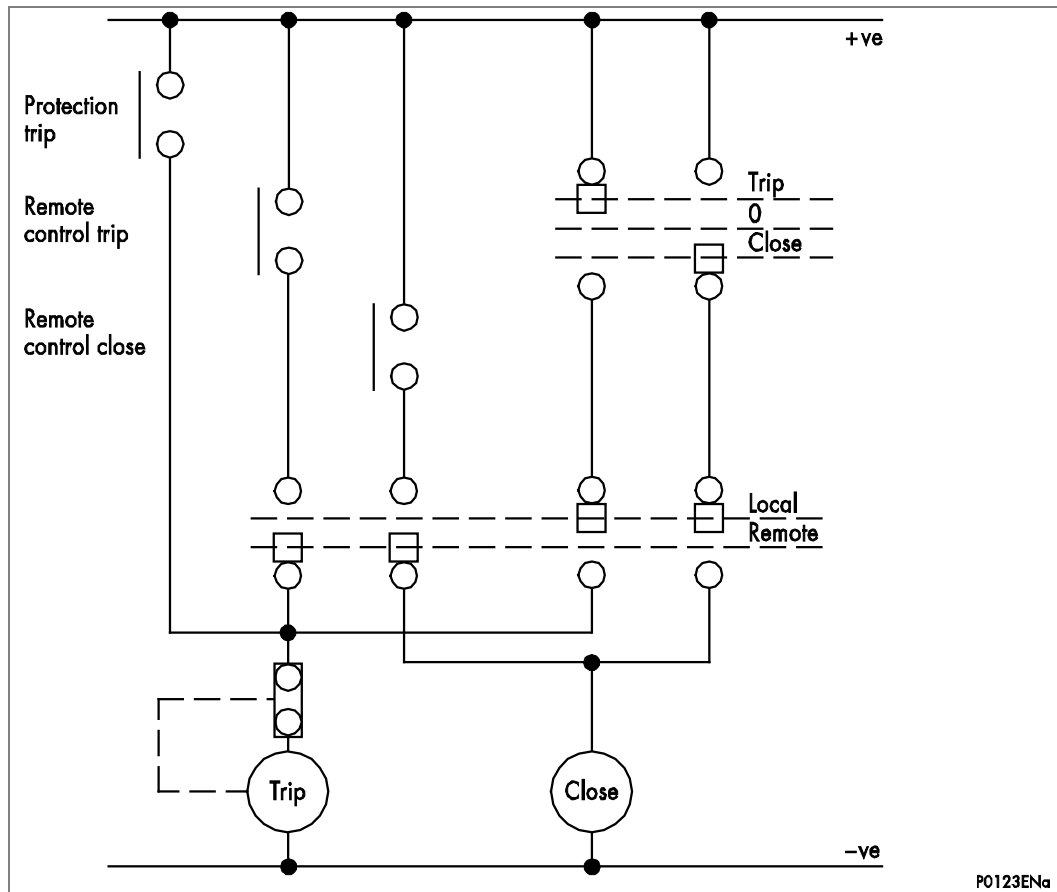 +ve
Protection
trip
Trip
0
Close
Remote
control trip
Remote
control close
Local
Remote
Trip
Close
–ve
P0123ENa